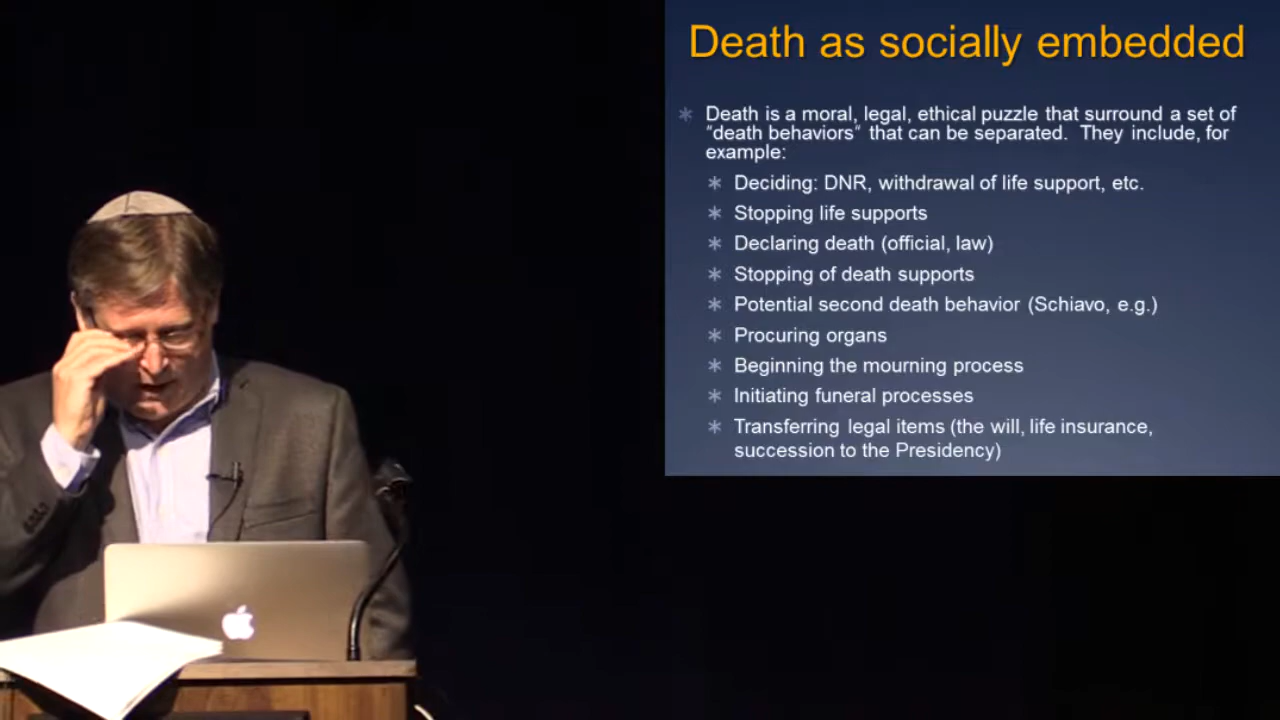 Death as socially embedded
Death is a moral, legal, ethical puzzle that surround a set of
"death behaviors" that can be separated. They include, for
example:
Deciding: DNR, withdrawal of life support, etc.
Stopping life supports
Declaring death (official, law)
Stopping of death supports
Potential second death behavior (Schiavo, e.g.)
Procuring organs
Beginning the mourning process
Initiating funeral processes
Transferring legal items (the will, life insurance,
succession to the Presidency)